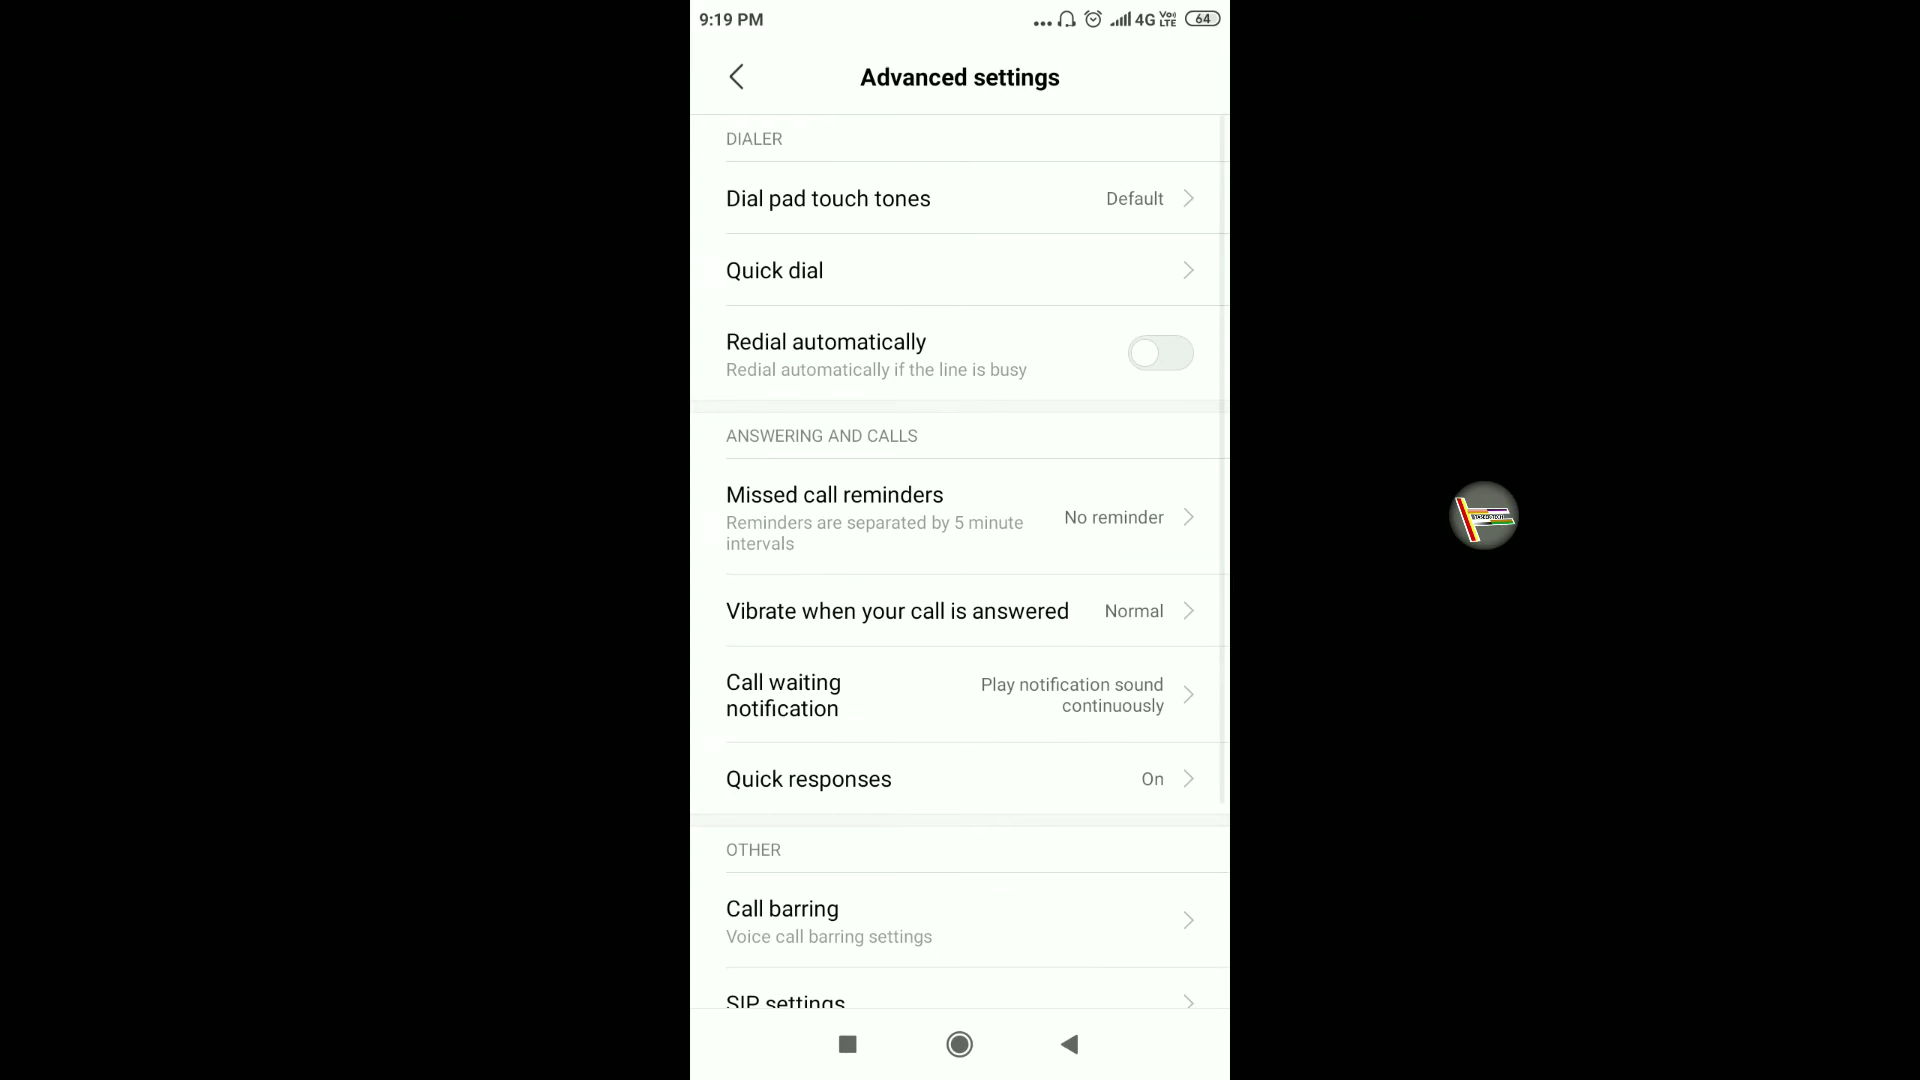 9:19 PM
4G Vo)) LTE 64
Advanced settings
DIALER
Dial pad touch tones
Default
Quick dial
Redial automatically
Redial automatically if the line is busy
ANSWERING AND CALLS
Missed call reminders
Reminders are separated by 5 minute
intervals
No reminder
Vibrate when your call is answered
Normal
Call waiting
notification
Play notification sound
continuously
Quick responses
On
OTHER
Call barring
Voice call barring settings
SIP settings